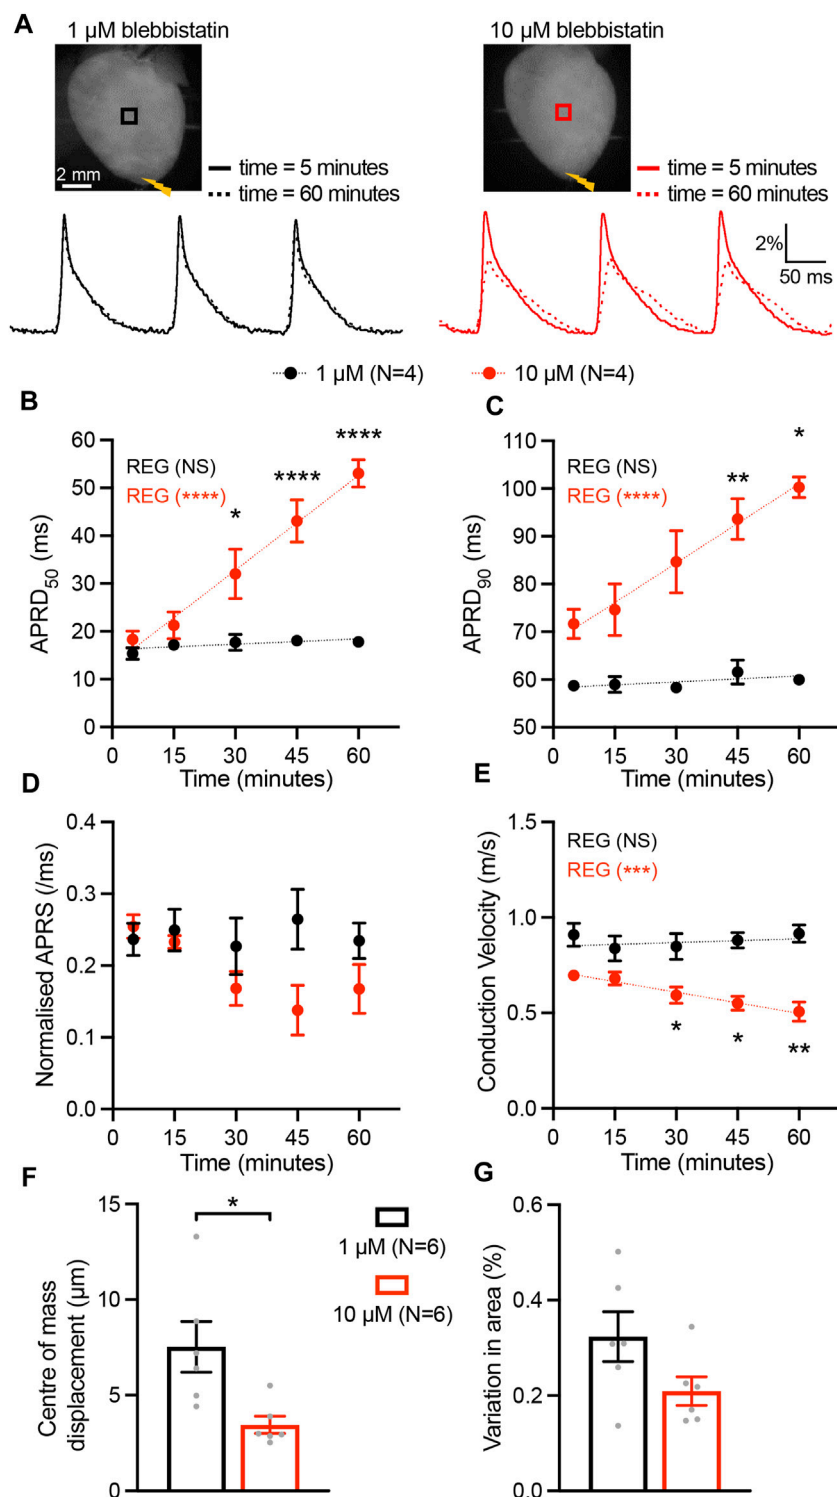 A
1 µM blebbistatin
10 µM blebbistatin
2 mm
time = 5 minutes
time = 60 minutes
time = 5 minutes
time = 60 minutes
2%
50 ms
1 µM (N=4)
10 µM (N=4)
B
APRD50 (ms)
60
50
40
30
20
10
0
REG (NS)
REG (****)
*
****
****
0
15
30
45
60
Time (minutes)
C
APRD90 (ms)
110
100
90
80
70
60
50
REG (NS)
REG (****)
**
*
0
15
30
45
60
Time (minutes)
D
Normalised APRS (/ms)
0.4
0.3
0.2
0.1
0.0
0
15
30
45
60
Time (minutes)
E
Conduction Velocity (m/s)
1.5
1.0
0.5
0.0
REG (NS)
REG (***)
*
*
**
0
15
30
45
60
Time (minutes)
F
Centre of mass
displacement (µm)
15
10
5
0
*
1 µM (N=6)
10 µM (N=6)
G
Variation in area (%)
0.6
0.4
0.2
0.0